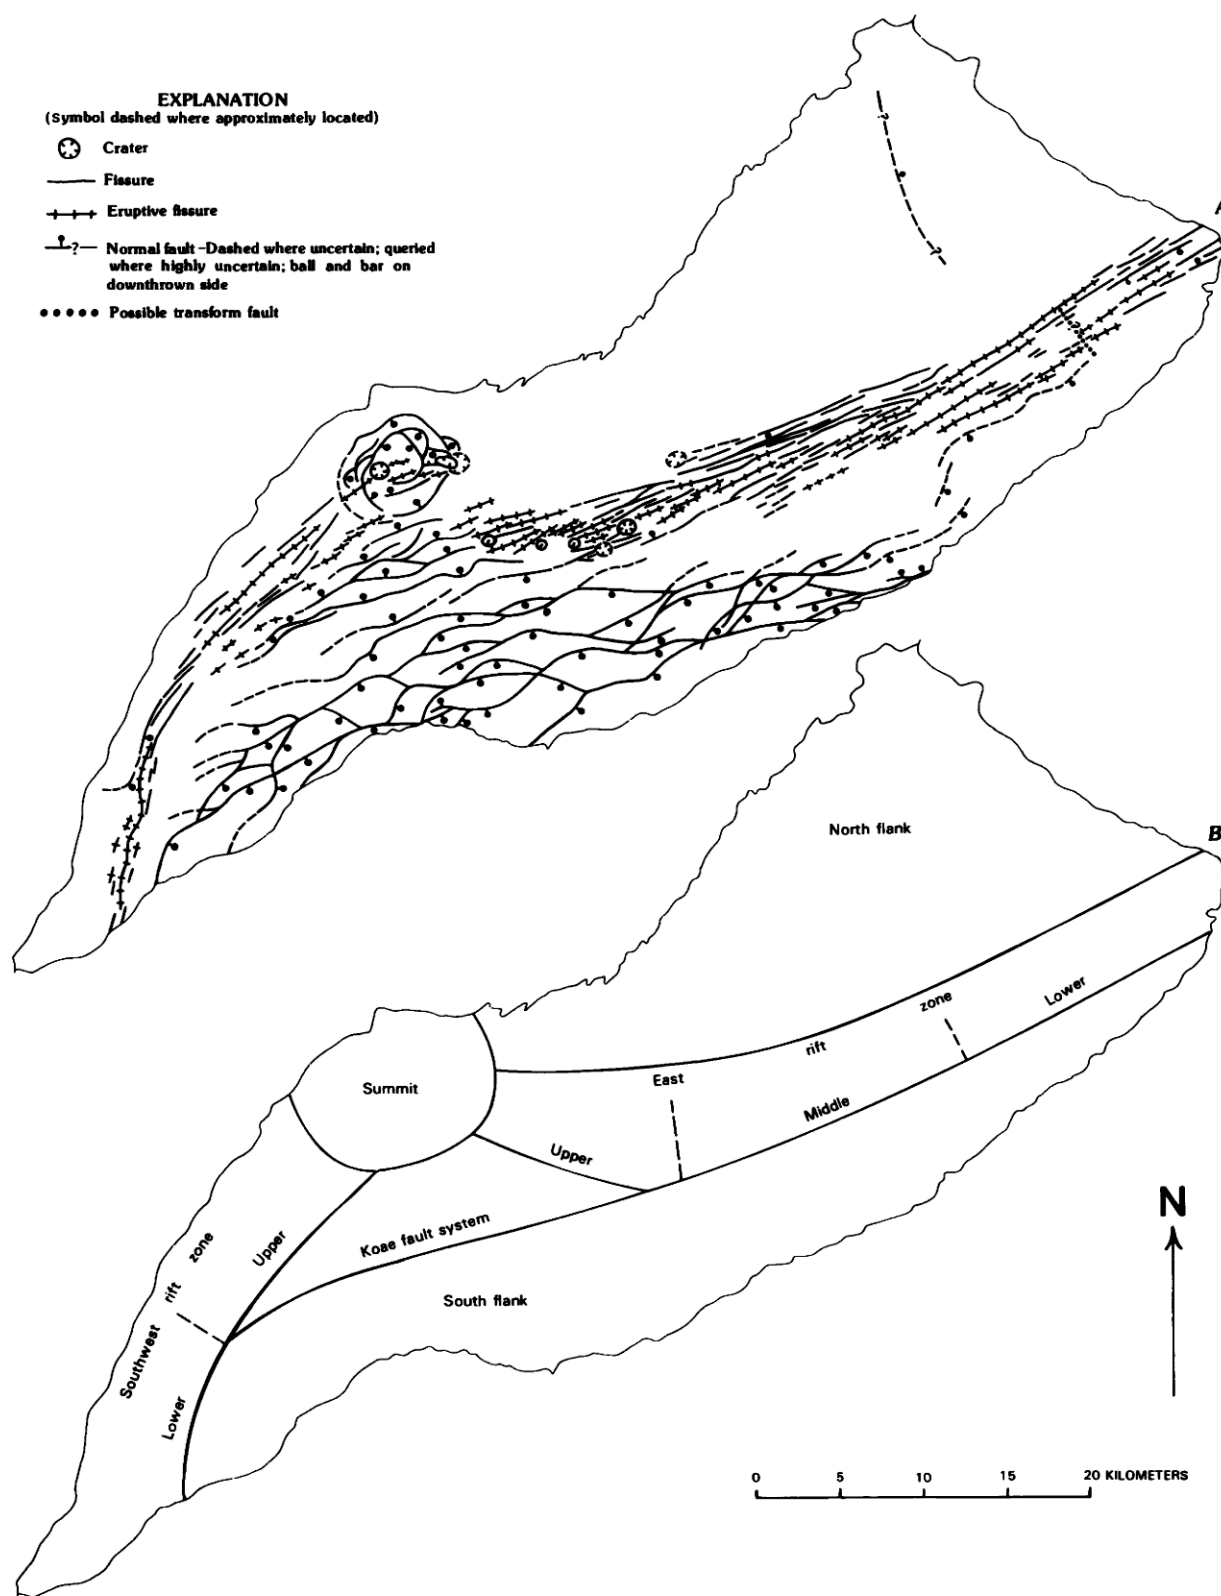 EXPLANATION
(Symbol dashed where approximately located)
Crater
Fissure
Eruptive fissure
?
Normal fault–Dashed where uncertain; queried
where highly uncertain; ball and bar on
downthrown side
Possible transform fault
?
?
A
?
North flank
B
zone
Lower
rift
East
Middle
Summit
Upper
Koae fault system
South flank
Southwest rift zone
Upper
Lower
N
0 5 10 15 20 KILOMETERS